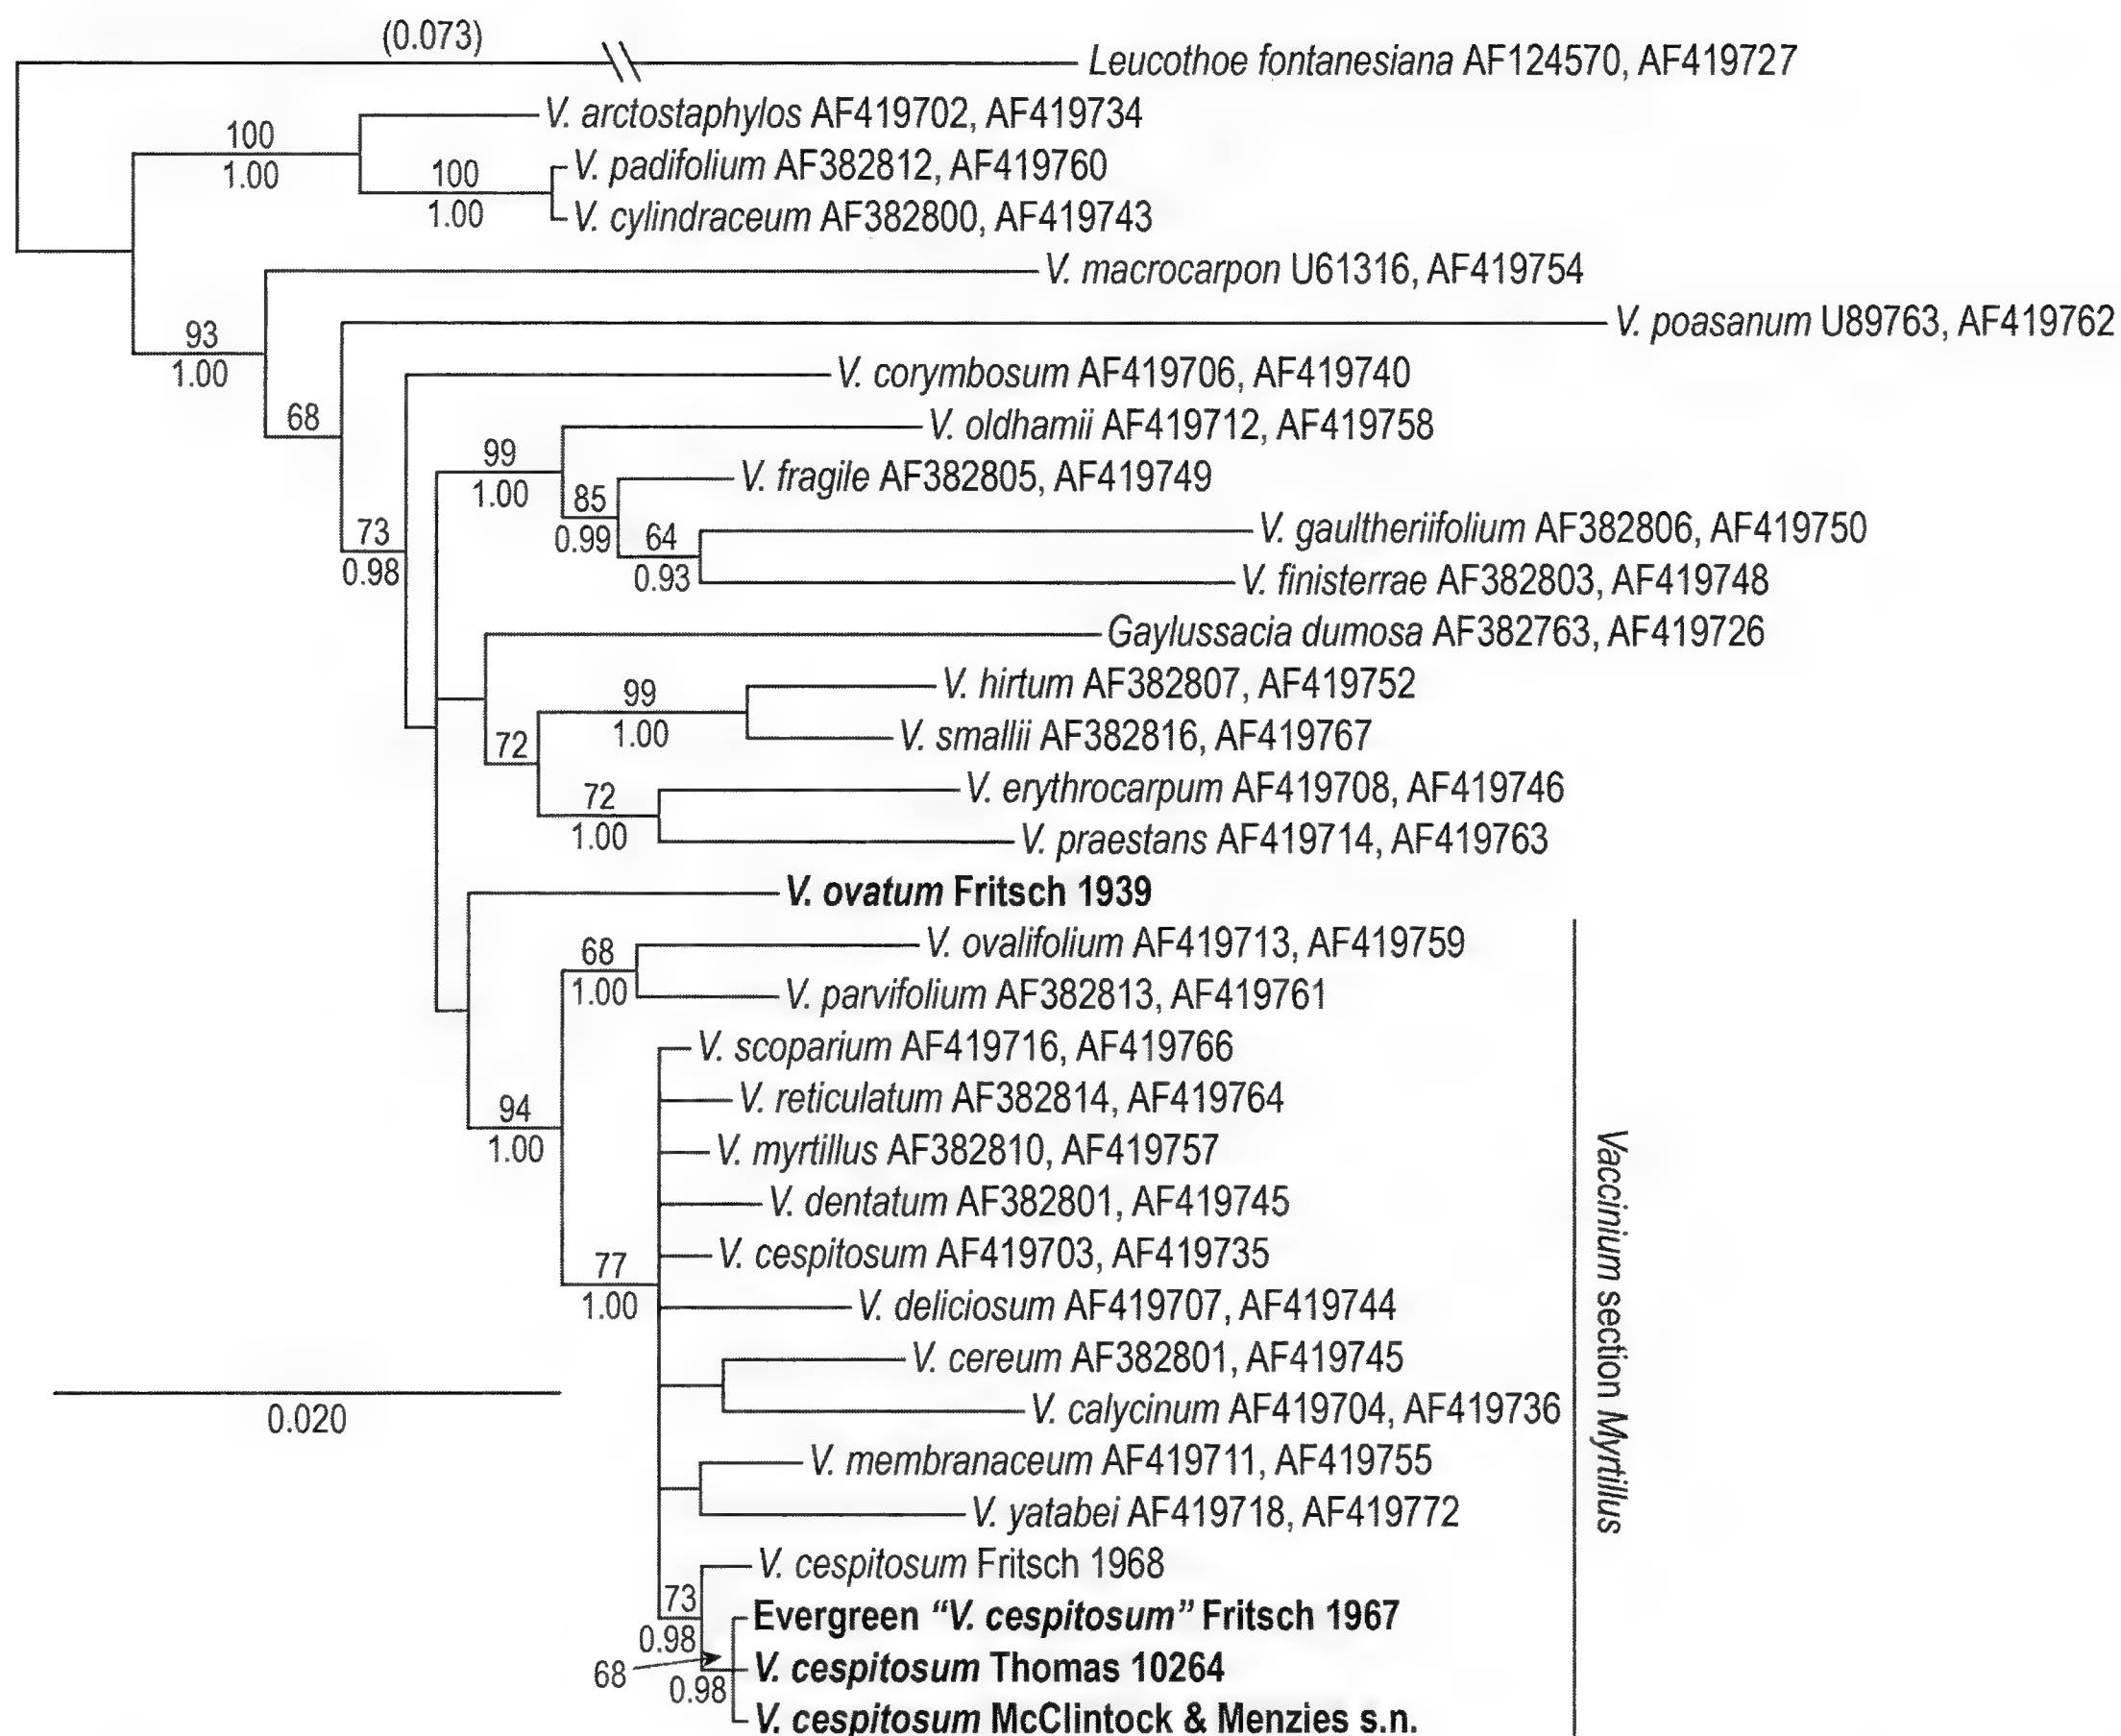 (0.073)
Leucothoe fontanesiana AF124570, AF419727
V. arctostaphylos AF419702, AF419734
100
1.00
V. padifolium AF382812, AF419760
100
1.00
V. cylindraceum AF382800, AF419743
V. macrocarpon U61316, AF419754
V. poasanum U89763, AF419762
93
1.00
V. corymbosum AF419706, AF419740
68
V. oldhamii AF419712, AF419758
99
1.00
V. fragile AF382805, AF419749
85
0.99
V. gaultheriifolium AF382806, AF419750
73
0.98
64
0.93
V. finisterrae AF382803, AF419748
Gaylussacia dumosa AF382763, AF419726
V. hirtum AF382807, AF419752
99
1.00
V. smallii AF382816, AF419767
72
V. erythrocarpum AF419708, AF419746
72
1.00
V. praestans AF419714, AF419763
V. ovatum Fritsch 1939
V. ovalifolium AF419713, AF419759
68
1.00
V. parvifolium AF382813, AF419761
V. scoparium AF419716, AF419766
V. reticulatum AF382814, AF419764
94
1.00
V. myrtillus AF382810, AF419757
V. dentatum AF382801, AF419745
V. cespitosum AF419703, AF419735
77
1.00
V. deliciosum AF419707, AF419744
V. cereum AF382801, AF419745
V. calycinum AF419704, AF419736
0.020
V. membranaceum AF419711, AF419755
V. yatabei AF419718, AF419772
V. cespitosum Fritsch 1968
73
0.98
Evergreen “V. cespitosum” Fritsch 1967
68
0.98
V. cespitosum Thomas 10264
V. cespitosum McClintock & Menzies s.n.
Vaccinium section Myrtillus